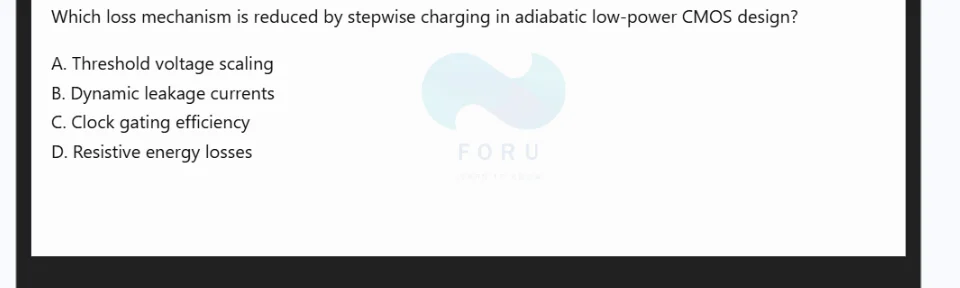 Which loss mechanism is reduced by stepwise charging in adiabatic low-power CMOS design?
A. Threshold voltage scaling
B. Dynamic leakage currents
C. Clock gating efficiency
D. Resistive energy losses
FORU